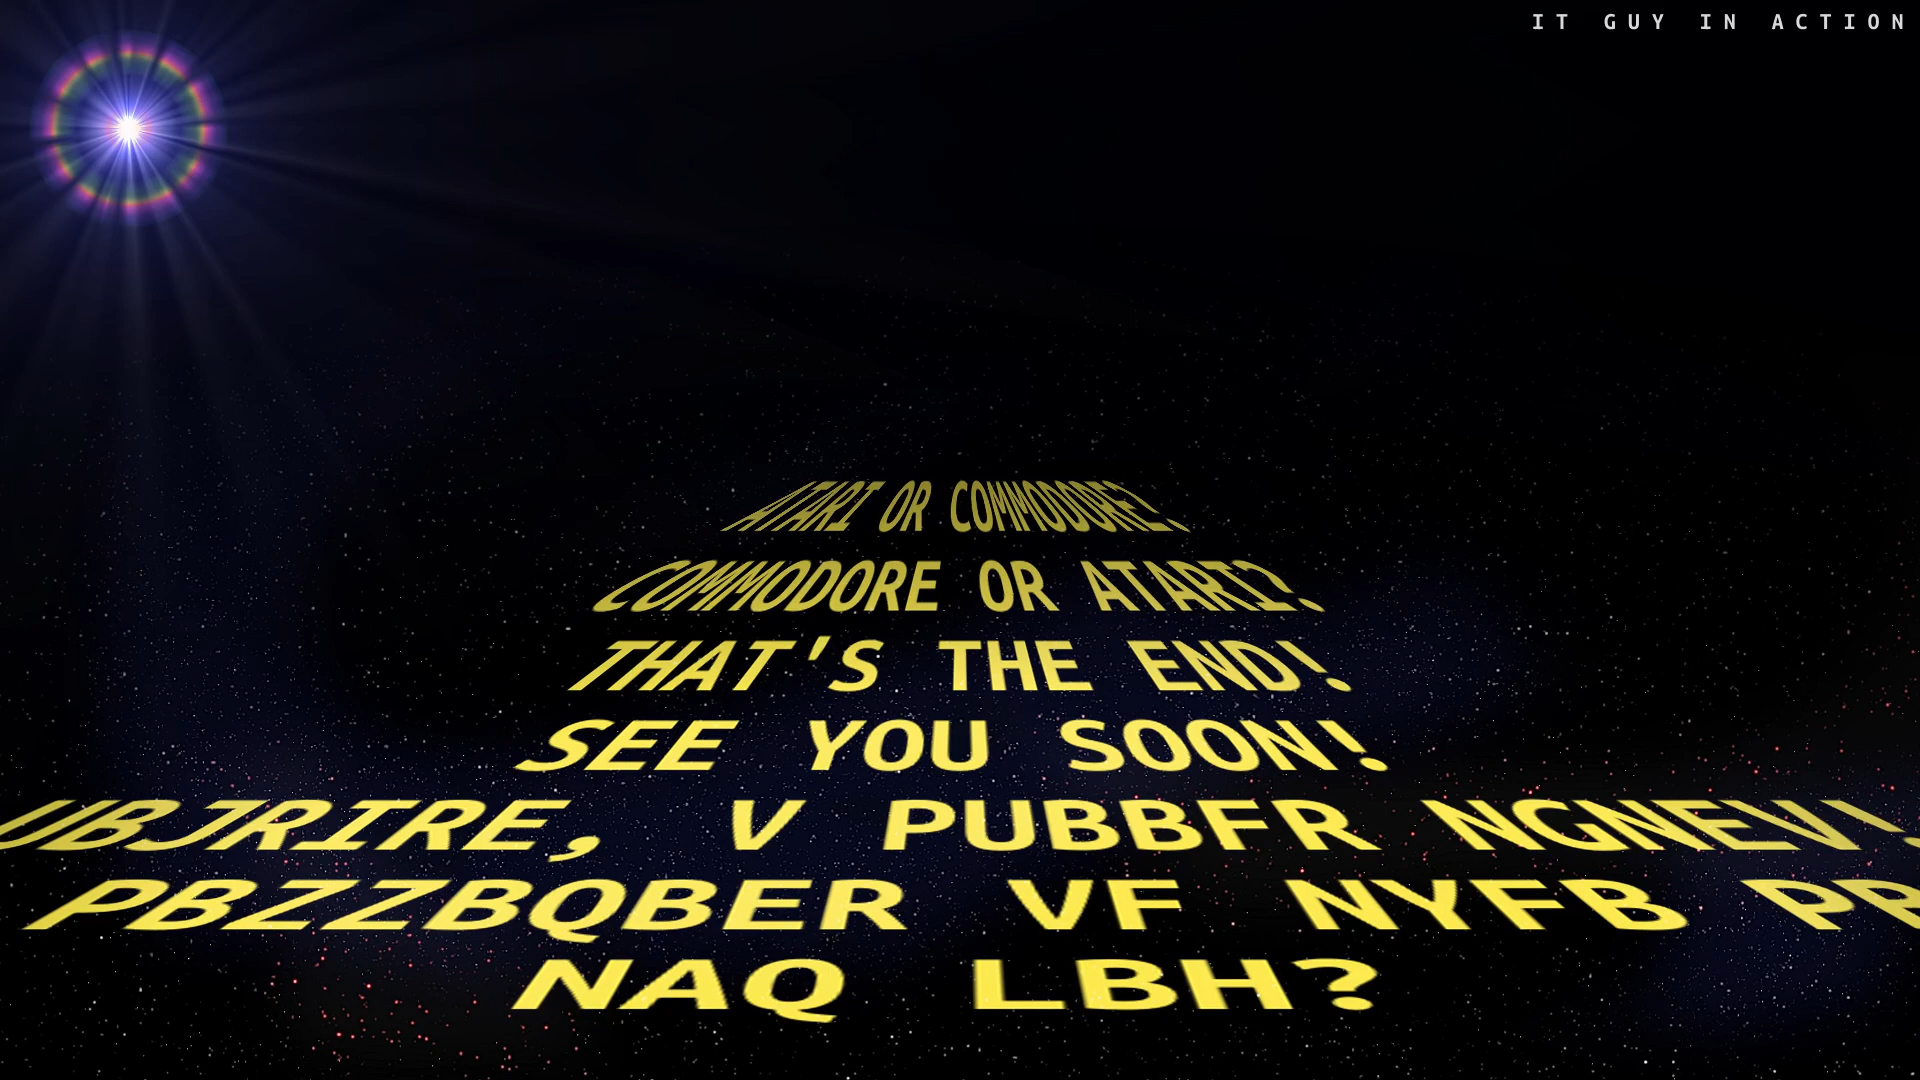 IT GUY IN ACTION
ATARI OR COMMODORE?
COMMODORE OR ATARI?
THAT'S THE END!
SEE YOU SOON!
UBJRIRE, V PUBBFR NGNEV!
PBZZBQBER VF NYFB PB
NAQ LBH?